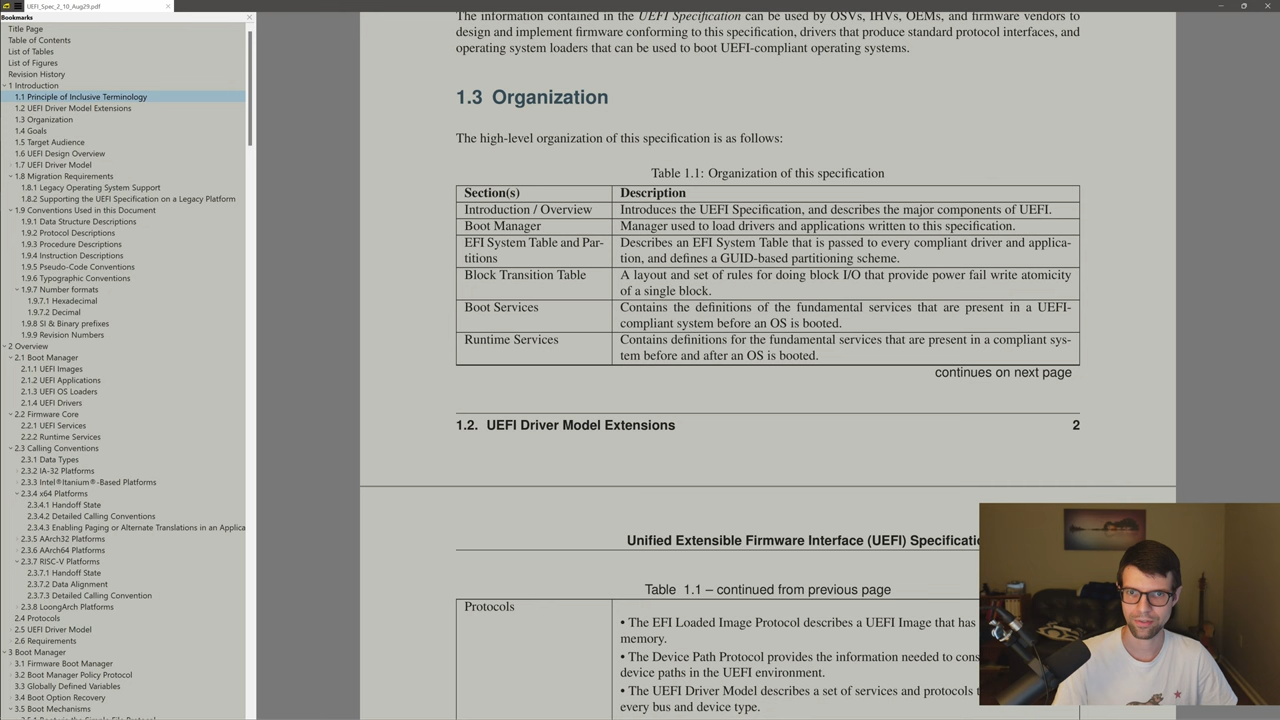 UEFI_Spec_2_10_Aug29.pdf
Bookmarks
Title Page
Table of Contents
List of Tables
List of Figures
Revision History
1 Introduction
1.1 Principle of Inclusive Terminology
1.2 UEFI Driver Model Extensions
1.3 Organization
1.4 Goals
1.5 Target Audience
1.6 UEFI Design Overview
1.7 UEFI Driver Model
1.8 Migration Requirements
1.8.1 Legacy Operating System Support
1.8.2 Supporting the UEFI Specification on a Legacy Platform
1.9 Conventions Used in this Document
1.9.1 Data Structure Descriptions
1.9.2 Protocol Descriptions
1.9.3 Procedure Descriptions
1.9.4 Instruction Descriptions
1.9.5 Pseudo-Code Conventions
1.9.6 Typographic Conventions
1.9.7 Number formats
1.9.7.1 Hexadecimal
1.9.7.2 Decimal
1.9.8 SI & Binary prefixes
1.9.9 Revision Numbers
2 Overview
2.1 Boot Manager
2.1.1 UEFI Images
2.1.2 UEFI Applications
2.1.3 UEFI OS Loaders
2.1.4 UEFI Drivers
2.2 Firmware Core
2.2.1 UEFI Services
2.2.2 Runtime Services
2.3 Calling Conventions
2.3.1 Data Types
2.3.2 IA-32 Platforms
2.3.3 Intel®Itanium®-Based Platforms
2.3.4 x64 Platforms
2.3.4.1 Handoff State
2.3.4.2 Detailed Calling Conventions
2.3.4.3 Enabling Paging or Alternate Translations in an Applica
2.3.5 AArch32 Platforms
2.3.6 AArch64 Platforms
2.3.7 RISC-V Platforms
2.3.7.1 Handoff State
2.3.7.2 Data Alignment
2.3.7.3 Detailed Calling Convention
2.3.8 LoongArch Platforms
2.4 Protocols
2.5 UEFI Driver Model
2.6 Requirements
3 Boot Manager
3.1 Firmware Boot Manager
3.2 Boot Manager Policy Protocol
3.3 Globally Defined Variables
3.4 Boot Option Recovery
3.5 Boot Mechanisms
The information contained in the UEFI Specification can be used by OSVs, IHVs, OEMs, and firmware vendors to
design and implement firmware conforming to this specification, drivers that produce standard protocol interfaces, and
operating system loaders that can be used to boot UEFI-compliant operating systems.
1.3 Organization
The high-level organization of this specification is as follows:
Table 1.1: Organization of this specification
Section(s) Description
Introduction / Overview Introduces the UEFI Specification, and describes the major components of UEFI.
Boot Manager Manager used to load drivers and applications written to this specification.
EFI System Table and Par- Describes an EFI System Table that is passed to every compliant driver and applica-
titions tion, and defines a GUID-based partitioning scheme.
Block Transition Table A layout and set of rules for doing block I/O that provide power fail write atomicity
of a single block.
Boot Services Contains the definitions of the fundamental services that are present in a UEFI-
compliant system before an OS is booted.
Runtime Services Contains definitions for the fundamental services that are present in a compliant sys-
tem before and after an OS is booted.
continues on next page
1.2. UEFI Driver Model Extensions 2
Unified Extensible Firmware Interface (UEFI) Specificatio
Table 1.1 – continued from previous page
Protocols
• The EFI Loaded Image Protocol describes a UEFI Image that has
memory.
• The Device Path Protocol provides the information needed to cons
device paths in the UEFI environment.
• The UEFI Driver Model describes a set of services and protocols t
every bus and device type.